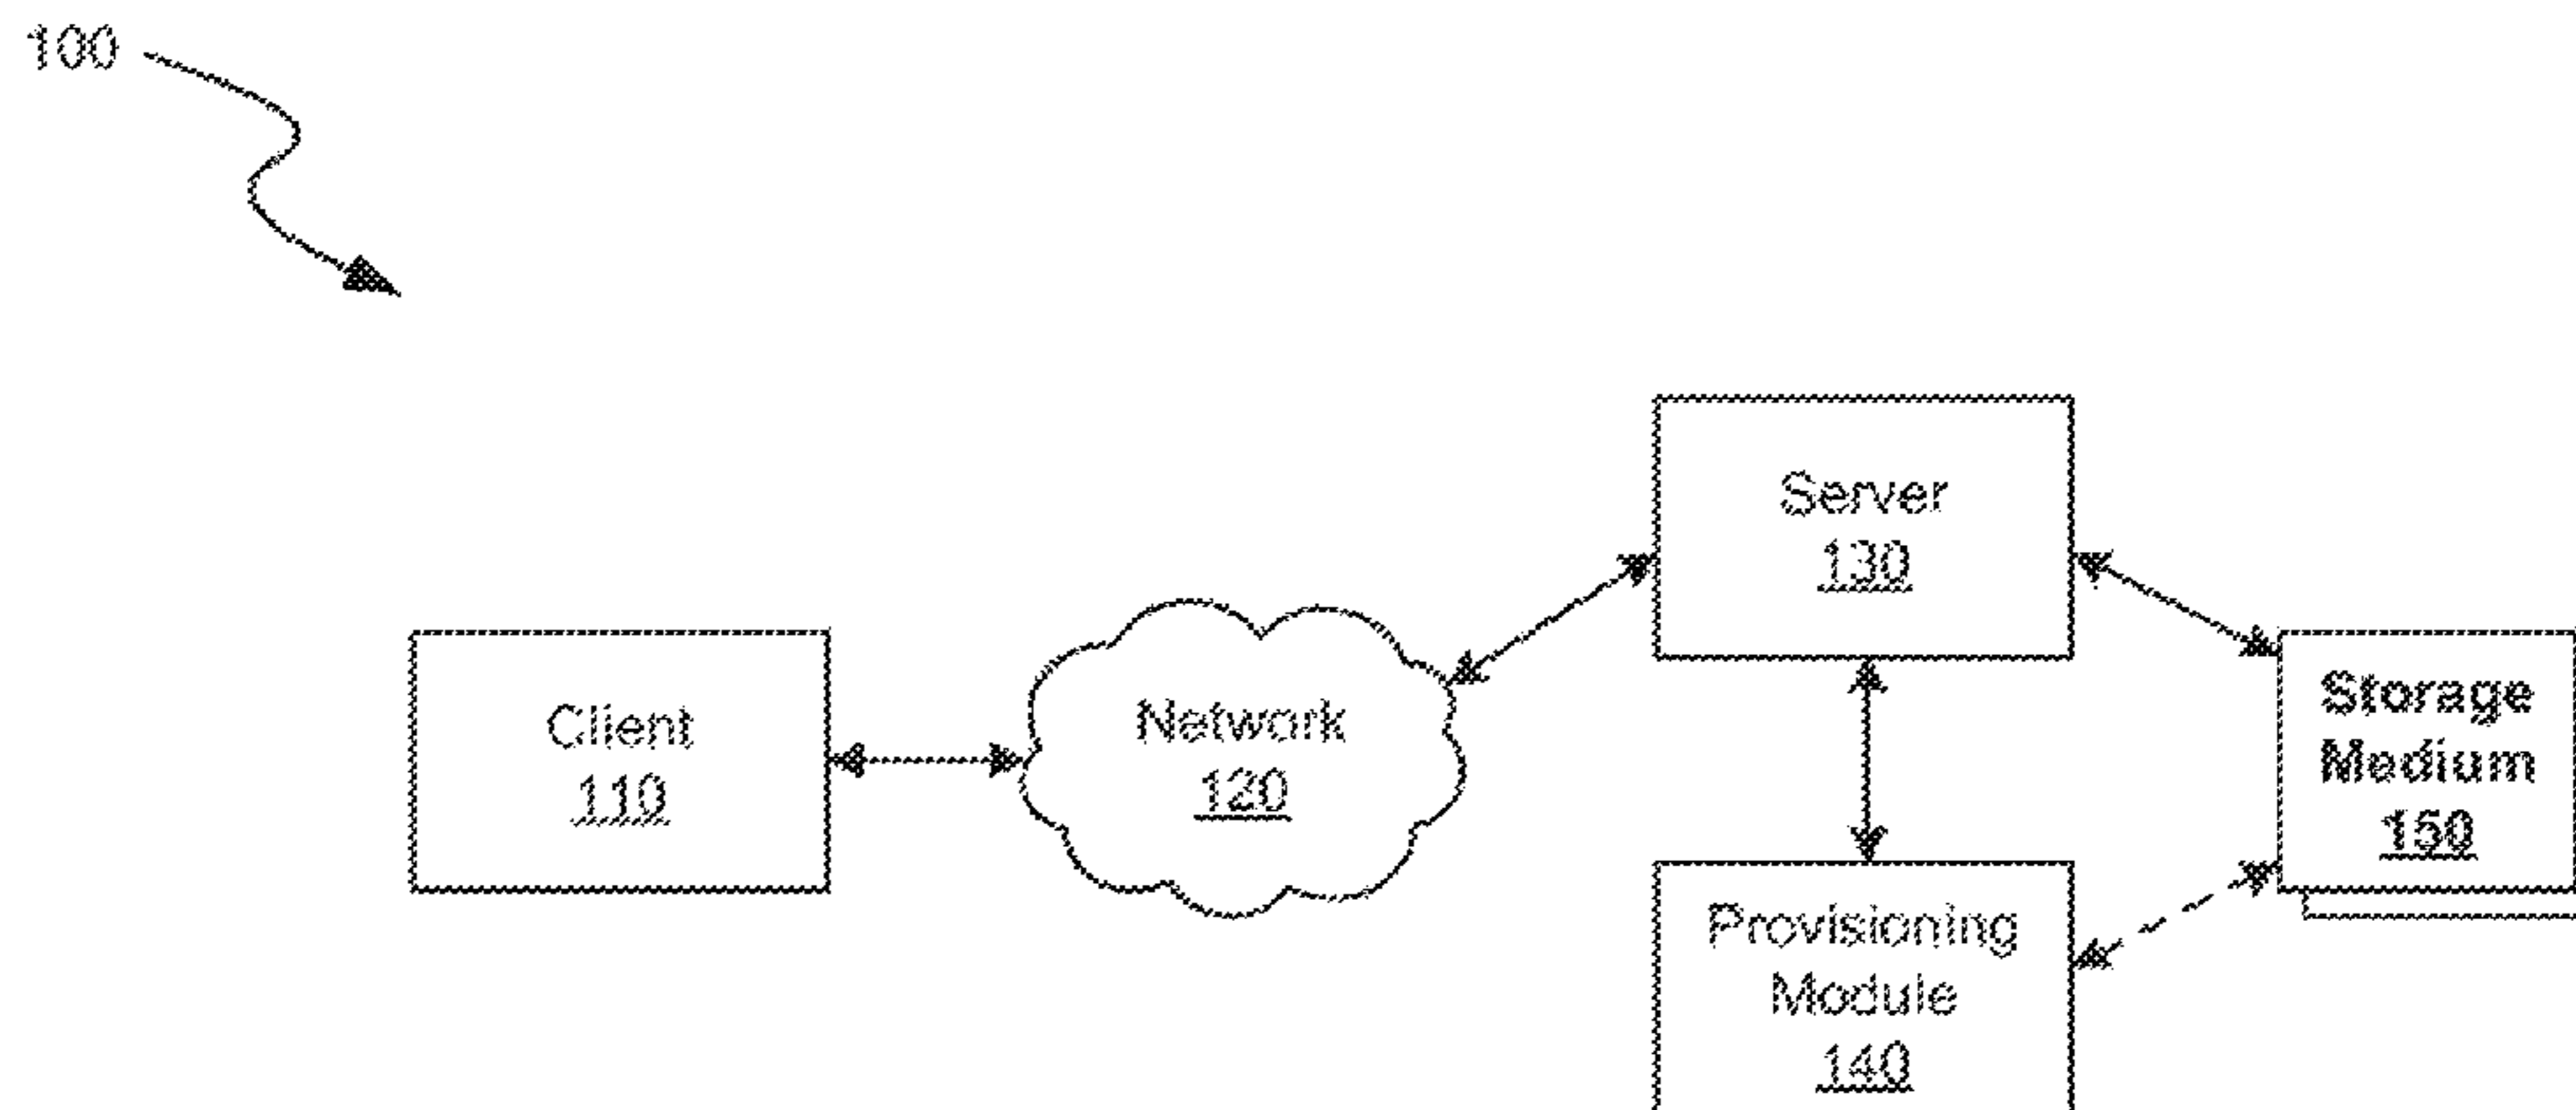 100
Server
130
Client
110
Network
120
Storage
Medium
150
Provisioning
Module
140